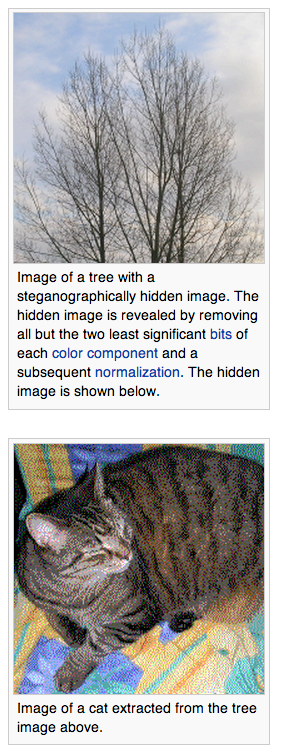 Image of a tree with a
steganographically hidden image. The
hidden image is revealed by removing
all but the two least significant bits of
each color component and a
subsequent normalization. The hidden
image is shown below.
Image of a cat extracted from the tree
image above.